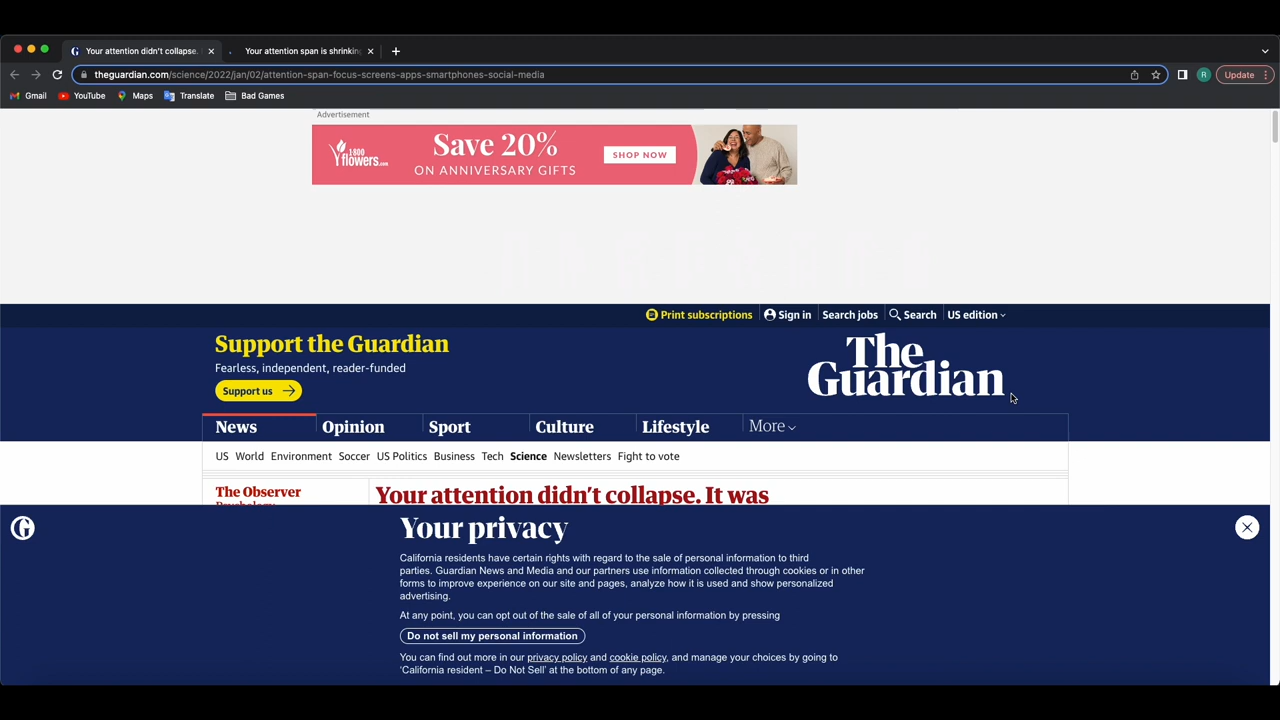 Your attention didn't collapse.
Your attention span is shrinkin
theguardian.com/science/2022/jan/02/attention-span-focus-screens-apps-smartphones-social-media
R
Update
Gmail YouTube Maps Translate Bad Games
Advertisement
1-800
flowers.com
Save 20%
ON ANNIVERSARY GIFTS
SHOP NOW
Print subscriptions
Sign in
Search jobs
Search
US edition
Support the Guardian
Fearless, independent, reader-funded
Support us
The
Guardian
News Opinion Sport Culture Lifestyle More
US World Environment Soccer US Politics Business Tech Science Newsletters Fight to vote
The Observer
Your attention didn't collapse. It was
G
Your privacy
California residents have certain rights with regard to the sale of personal information to third
parties. Guardian News and Media and our partners use information collected through cookies or in other
forms to improve experience on our site and pages, analyze how it is used and show personalized
advertising.
At any point, you can opt out of the sale of all of your personal information by pressing
Do not sell my personal information
You can find out more in our privacy policy and cookie policy, and manage your choices by going to
'California resident – Do Not Sell' at the bottom of any page.